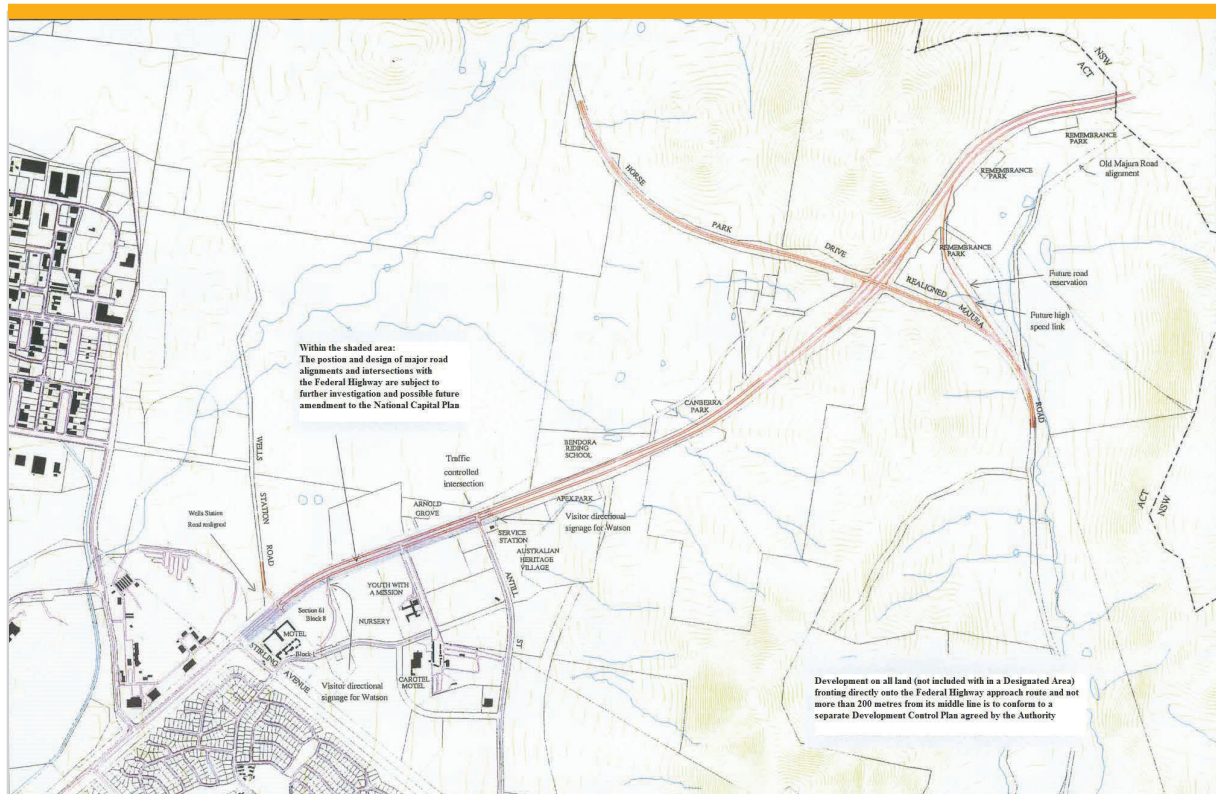 NSW
ACT
REMEMBRANCE
PARK
Old Majura Road
alignment
REMEMBRANCE
PARK
HORSE
PARK
DRIVE
REMEMBRANCE
PARK
REALIGNED
MAJURA
ROAD
Future road
reservation
Future high
speed link
Within the shaded area:
The postion and design of major road
alignments and intersections with
the Federal Highway are subject to
further investigation and possible future
amendment to the National Capital Plan
CANBERRA
PARK
BENDORA
RIDING
SCHOOL
WELLS
STATION
ROAD
Traffic
controlled
intersection
ACT
NSW
ARNOLD
GROVE
APEX PARK
Wells Station
Road realigned
Visitor directional
signage for Watson
SERVICE
STATION
AUSTRALIAN
HERITAGE
VILLAGE
ANTILL
ST
YOUTH WITH
A MISSION
Section 61
Block 8
NURSERY
MOTEL
Block 1
STIRLING
AVENUE
CAROTEL
MOTEL
Visitor directional
signage for Watson
Development on all land (not included with in a Designated Area)
fronting directly onto the Federal Highway approach route and not
more than 200 metres from its middle line is to conform to a
separate Development Control Plan agreed by the Authority